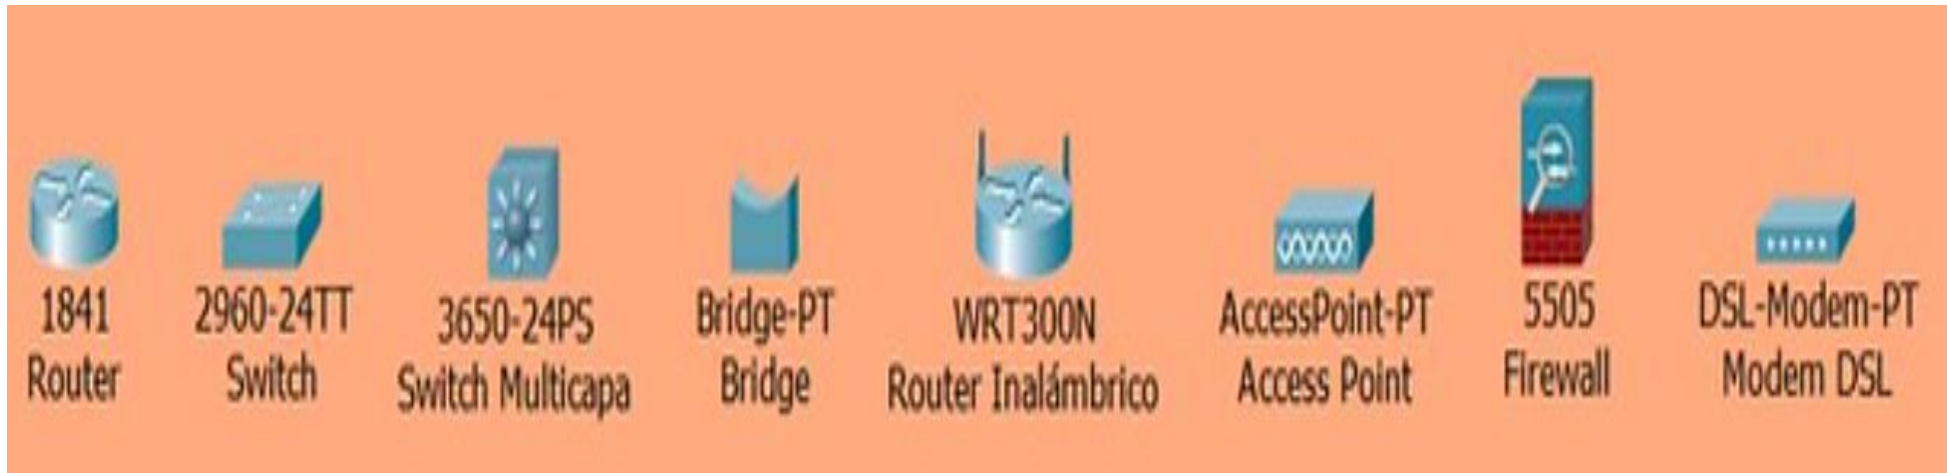 1841
Router
2960-24TT
Switch
3650-24PS
Switch Multicapa
Bridge-PT
Bridge
WRT300N
Router Inalámbrico
AccessPoint-PT
Access Point
5505
Firewall
DSL-Modem-PT
Modem DSL